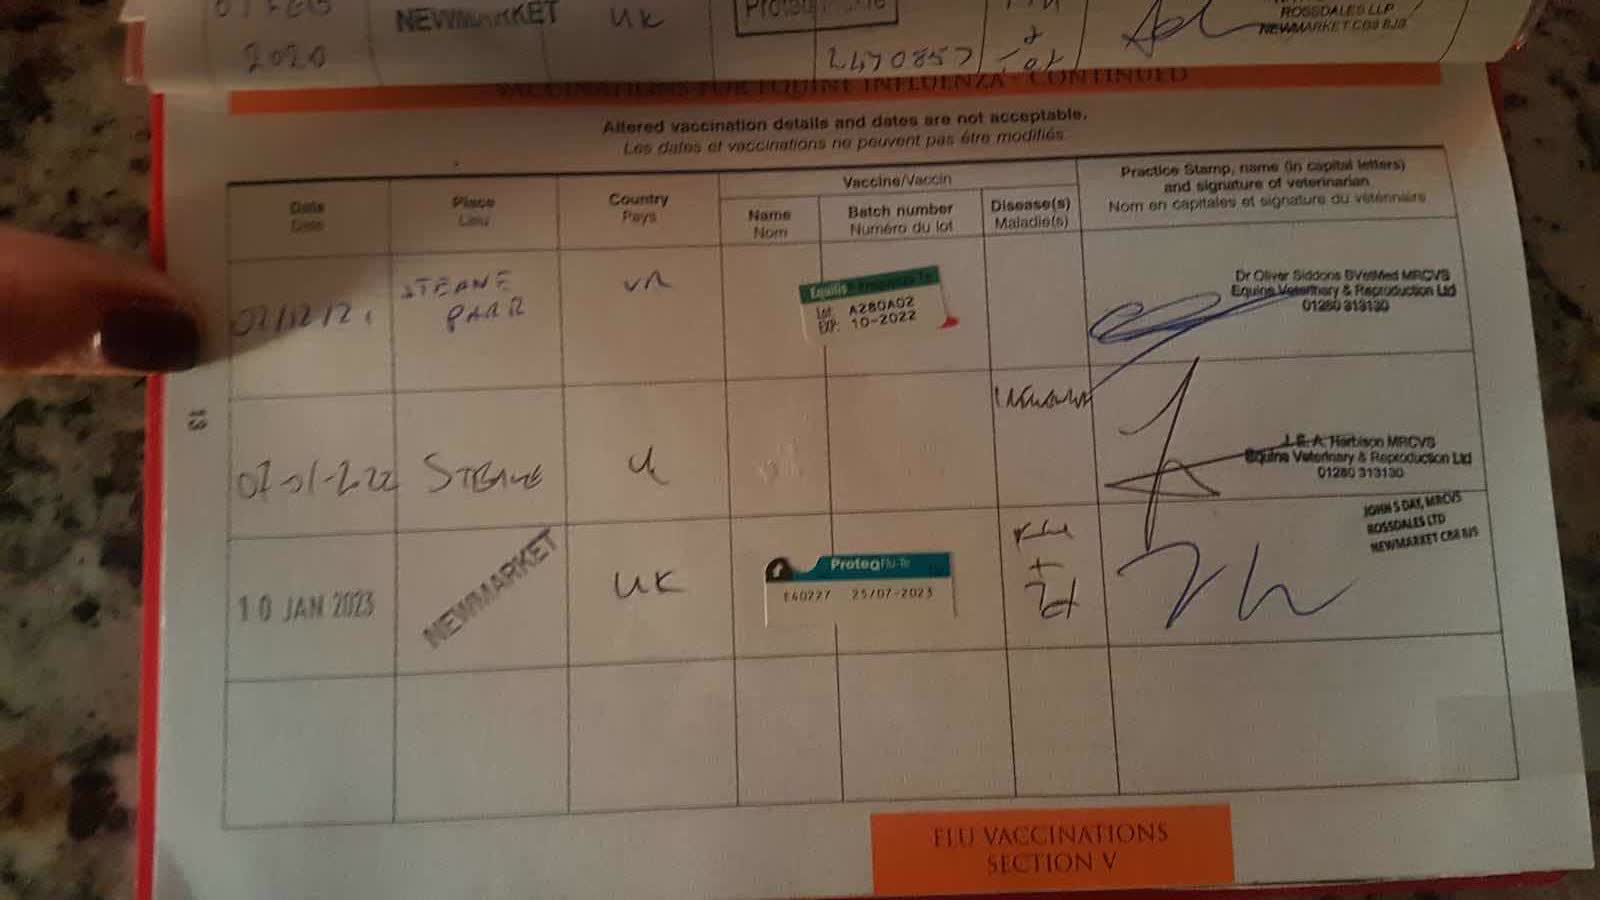 2020
NEWMARKET
UK
2470857
ROSSDALES LLP
NEWMARKET CB8 8JS
VACCINATIONS FOR EQUINE INFLUENZA - CONTINUED
Altered vaccination details and dates are not acceptable.
Les dates et vaccinations ne peuvent pas être modifiés
Date
Date
Place
Lieu
Country
Pays
Vaccine/Vaccin
Name
Nom
Batch number
Numéro du lot
Disease(s)
Maladie(s)
Practice Stamp, name (in capital letters)
and signature of veterinarian
Nom en capitales et signature du vétérinaire
STEANE
PARK
Equilis
Lot: A280A02
EXP: 10-2022
Dr Oliver Siddons BVetMed MRCVS
Equine Veterinary & Reproduction Ltd
01280 313130
STEANE
J.E.A. Harbison MRCVS
Equine Veterinary & Reproduction Ltd
01280 313130
10 JAN 2023
NEWMARKET
UK
ProteqFlu-Te
E40227 25/07-2023
JOHN S DAY, MRCVS
ROSSDALES LTD
NEWMARKET CB8 8JS
13
FLU VACCINATIONS
SECTION V